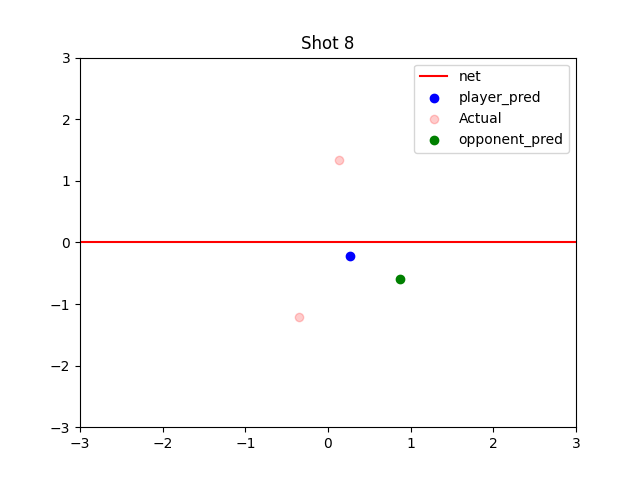 Shot 8
net
player_pred
Actual
opponent_pred
3
2
1
0
−1
−2
−3
−3 −2 −1 0 1 2 3